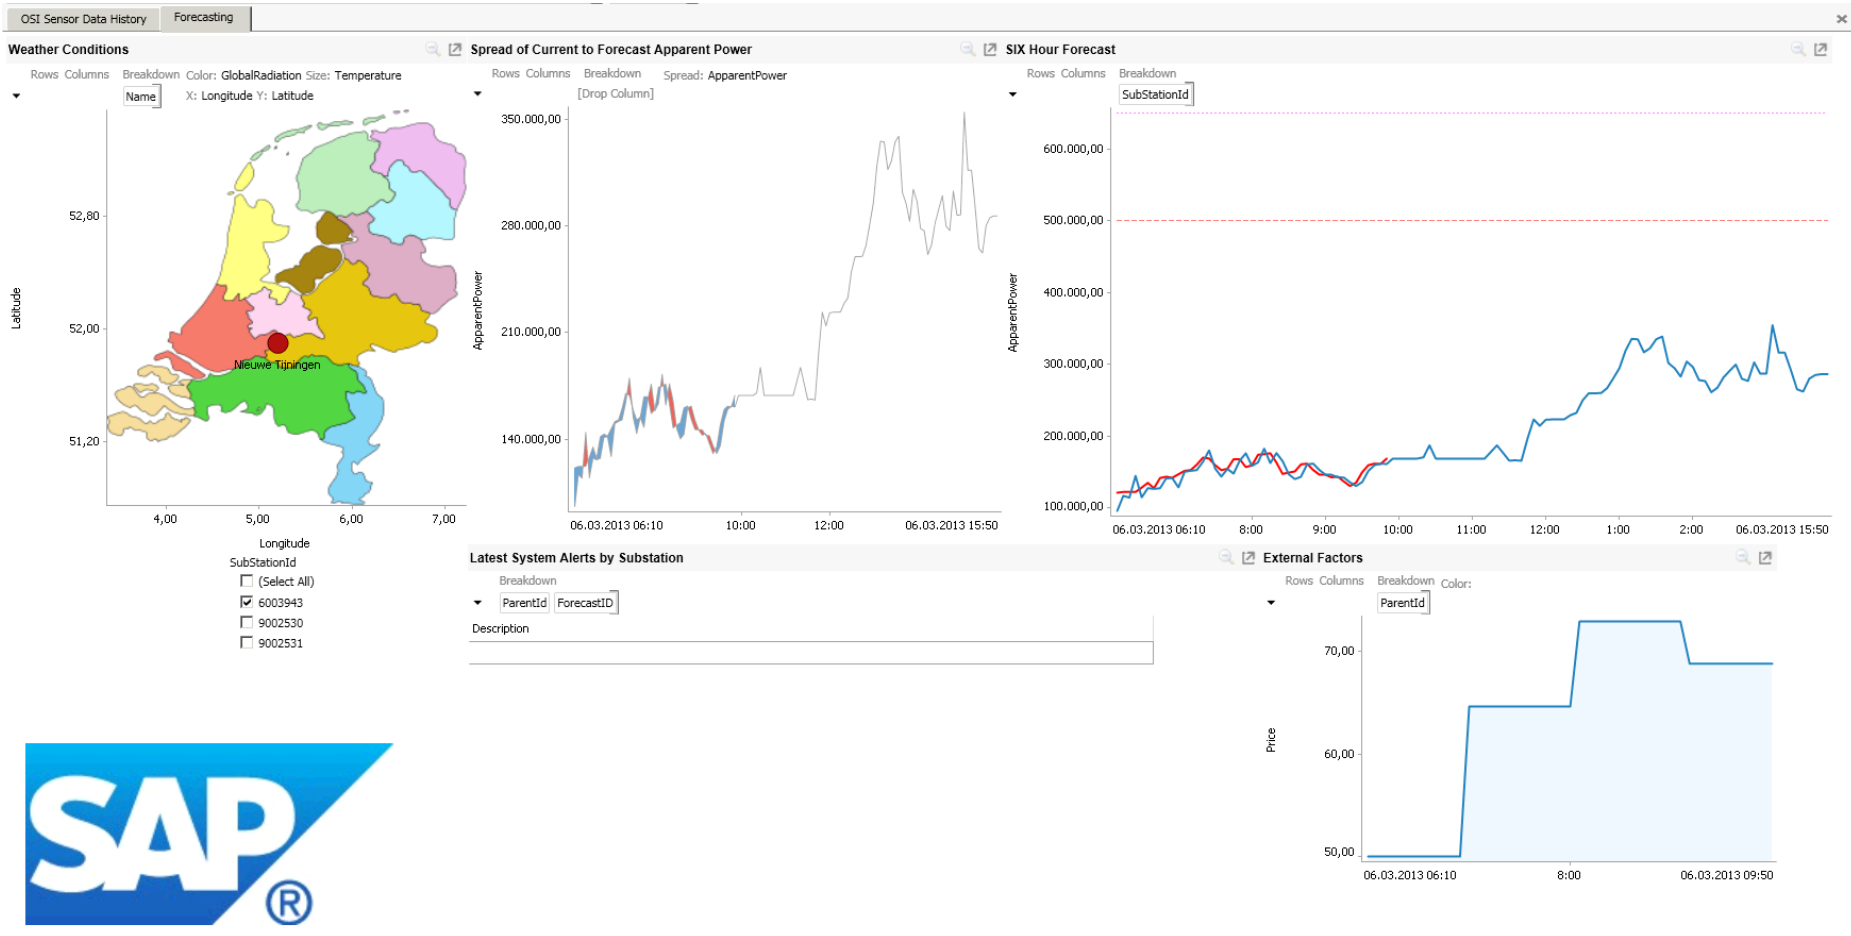 OSI Sensor Data History
Forecasting
Weather Conditions
Rows Columns Breakdown Color: GlobalRadiation Size: Temperature
Name X: Longitude Y: Latitude
52,80
52,00
51,20
Latitude
Nieuwe Tijningen
4,00 5,00 6,00 7,00
Longitude
SubStationId
(Select All)
6003943
9002530
9002531
SAP®
Spread of Current to Forecast Apparent Power
Rows Columns Breakdown Spread: ApparentPower
[Drop Column]
350.000,00
280.000,00
210.000,00
140.000,00
ApparentPower
06.03.2013 06:10 10:00 12:00 06.03.2013 15:50
SIX Hour Forecast
Rows Columns Breakdown
SubStationId
600.000,00
500.000,00
400.000,00
300.000,00
200.000,00
100.000,00
ApparentPower
06.03.2013 06:10 8:00 9:00 10:00 11:00 12:00 1:00 2:00 06.03.2013 15:50
Latest System Alerts by Substation
Breakdown
ParentId ForecastID
Description
External Factors
Rows Columns Breakdown Color:
ParentId
70,00
60,00
50,00
Price
06.03.2013 06:10 8:00 06.03.2013 09:50